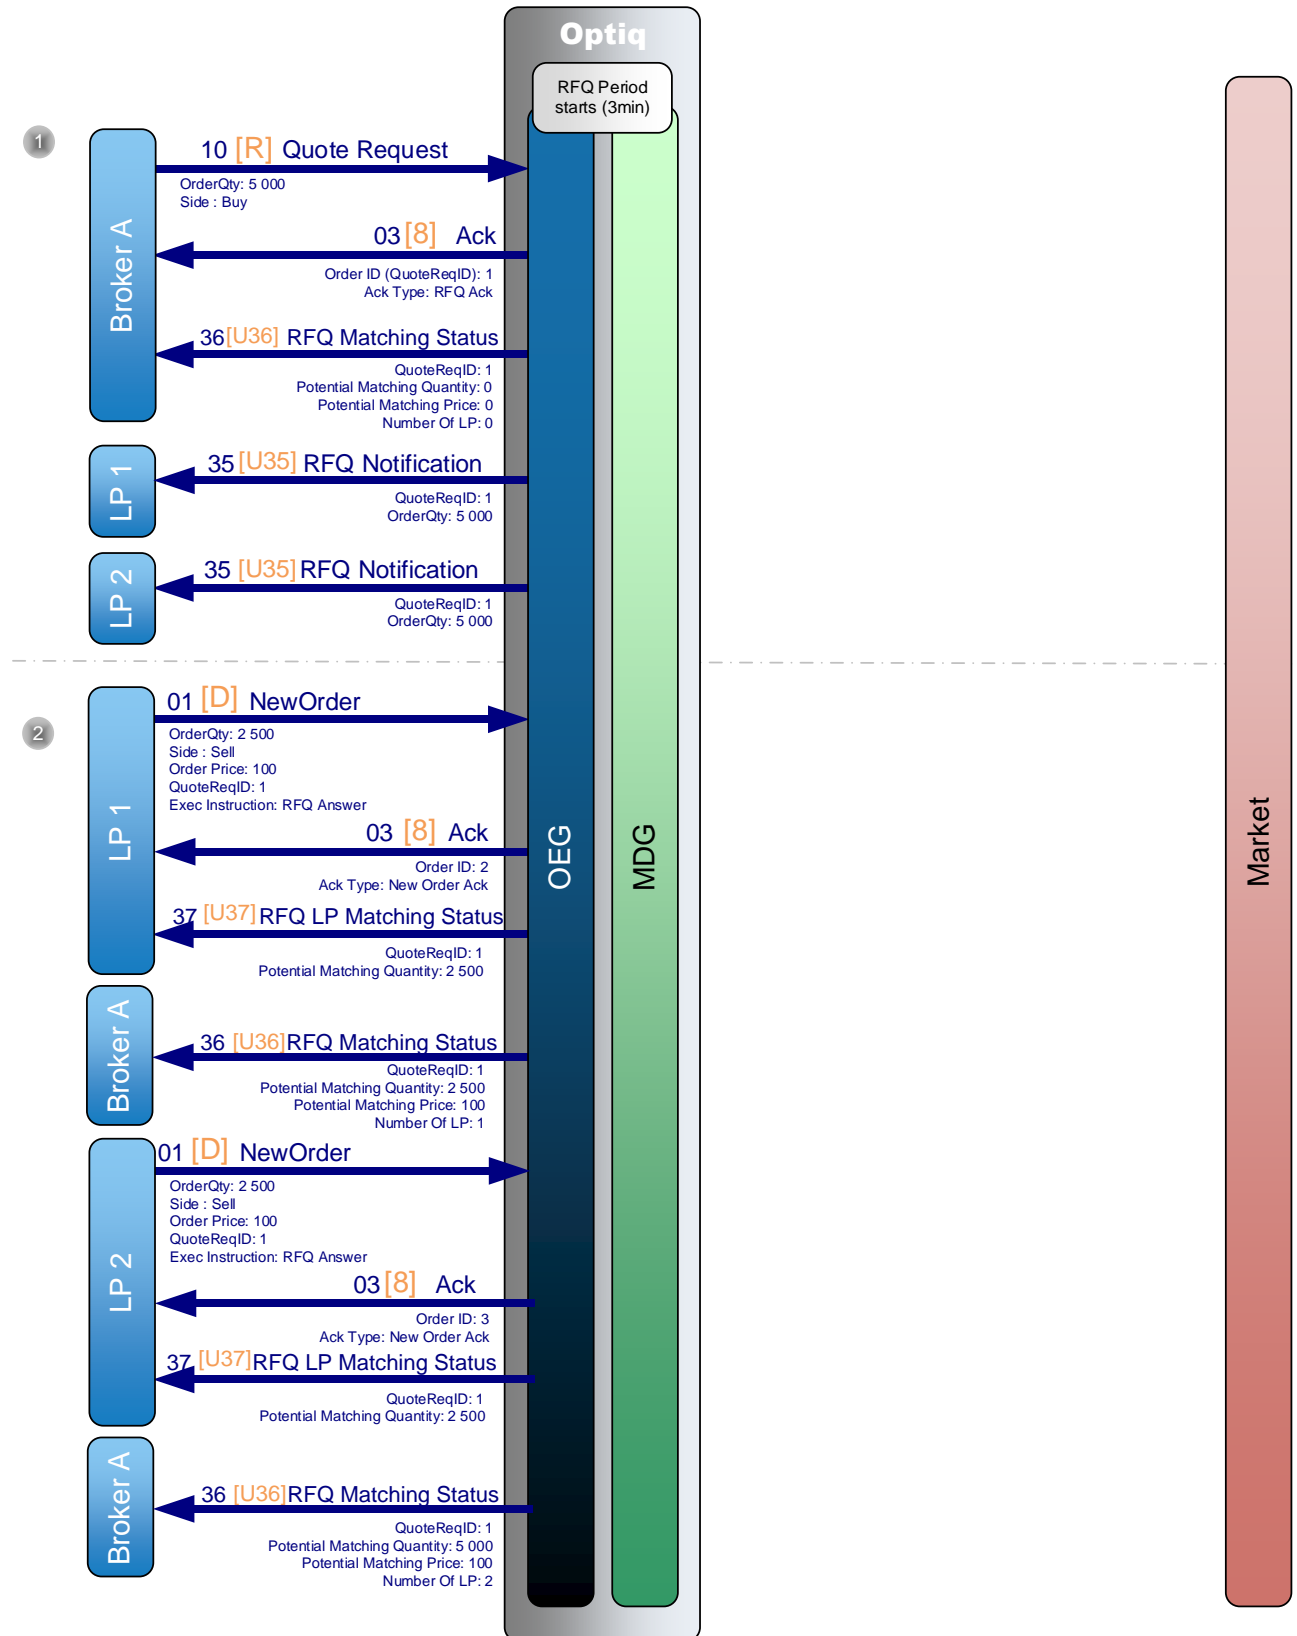 Optiq
RFQ Period
starts (3min)
1
Broker A
10 [R] Quote Request
OrderQty: 5 000
Side : Buy
03 [8] Ack
Order ID (QuoteReqID): 1
Ack Type: RFQ Ack
36 [U36] RFQ Matching Status
QuoteReqID: 1
Potential Matching Quantity: 0
Potential Matching Price: 0
Number Of LP: 0
LP 1
35 [U35] RFQ Notification
QuoteReqID: 1
OrderQty: 5 000
LP 2
35 [U35] RFQ Notification
QuoteReqID: 1
OrderQty: 5 000
2
LP 1
01 [D] NewOrder
OrderQty: 2 500
Side : Sell
Order Price: 100
QuoteReqID: 1
Exec Instruction: RFQ Answer
03 [8] Ack
Order ID: 2
Ack Type: New Order Ack
37 [U37] RFQ LP Matching Status
QuoteReqID: 1
Potential Matching Quantity: 2 500
Broker A
36 [U36] RFQ Matching Status
QuoteReqID: 1
Potential Matching Quantity: 2 500
Potential Matching Price: 100
Number Of LP: 1
LP 2
01 [D] NewOrder
OrderQty: 2 500
Side : Sell
Order Price: 100
QuoteReqID: 1
Exec Instruction: RFQ Answer
03 [8] Ack
Order ID: 3
Ack Type: New Order Ack
37 [U37] RFQ LP Matching Status
QuoteReqID: 1
Potential Matching Quantity: 2 500
Broker A
36 [U36] RFQ Matching Status
QuoteReqID: 1
Potential Matching Quantity: 5 000
Potential Matching Price: 100
Number Of LP: 2
OEG
MDG
Market